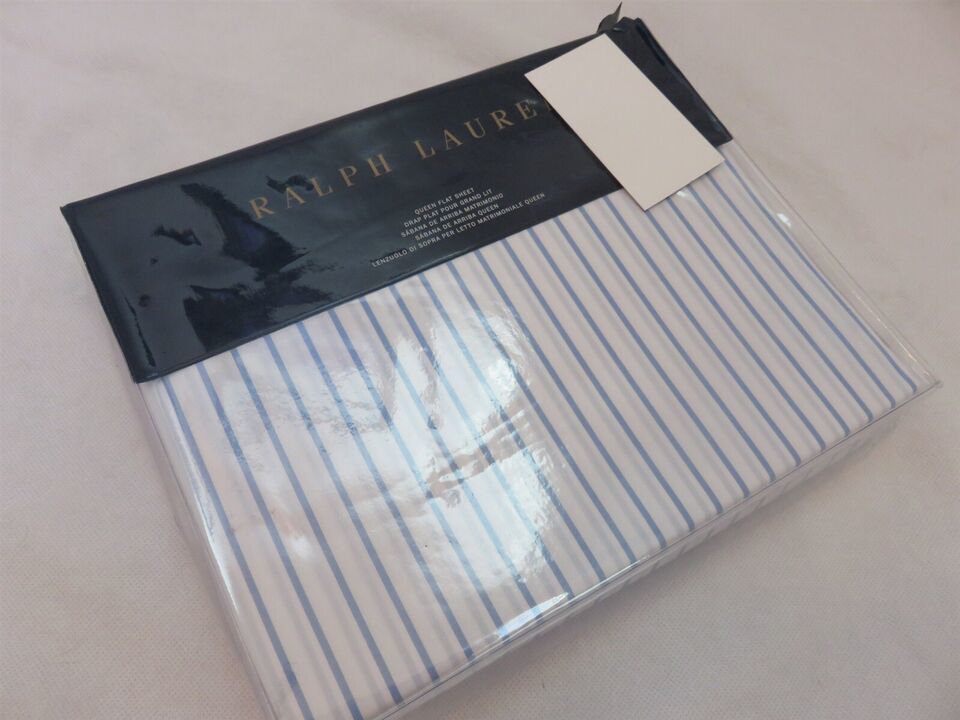 RALPH LAURE
QUEEN FLAT SHEET
DRAP PLAT POUR GRAND LIT
SÁBANA DE ARRIBA MATRIMONIO
SÁBANA DE ARRIBA QUEEN
LENZUOLO DI SOPRA PER LETTO MATRIMONIALE QUEEN